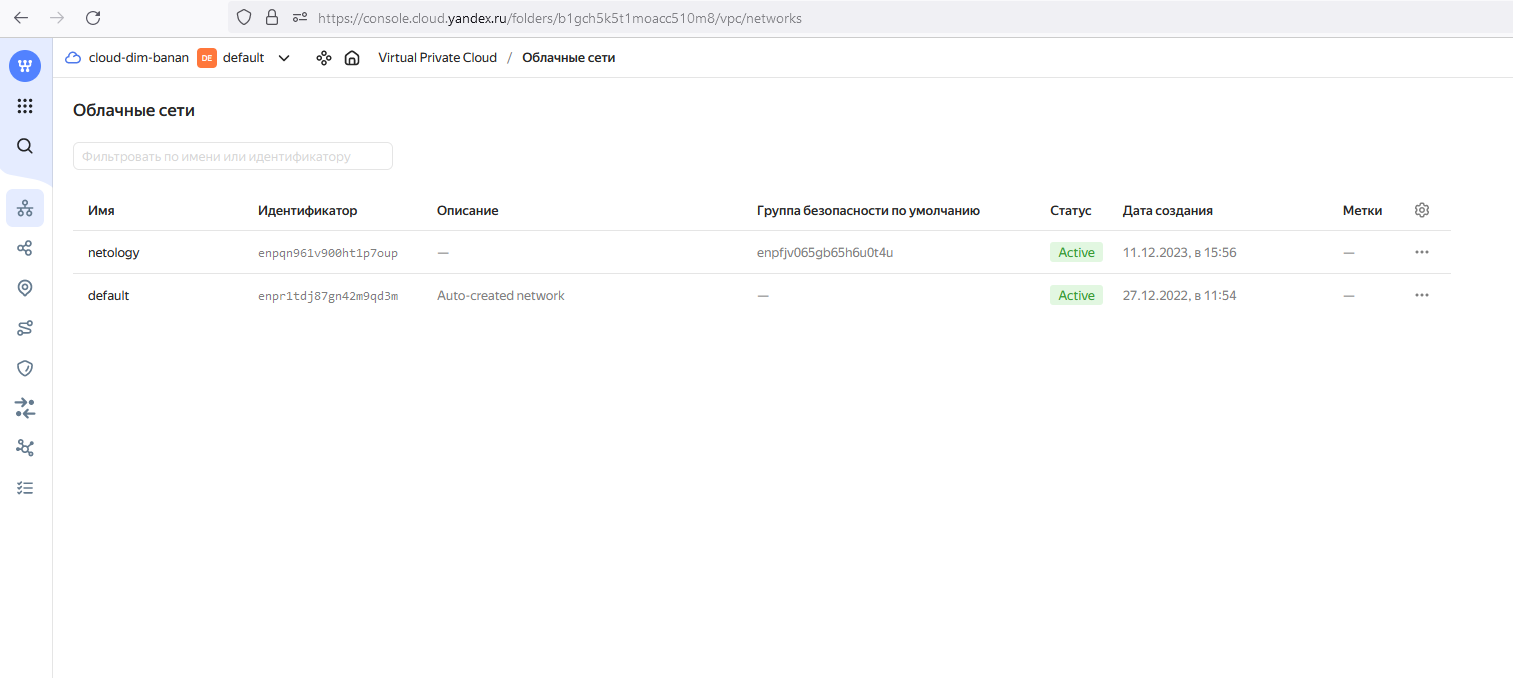 https://console.cloud.yandex.ru/folders/b1gch5k5t1moacc510m8/vpc/networks
cloud-dim-banan DE default Virtual Private Cloud / Облачные сети
Облачные сети
Фильтровать по имени или идентификатору
Имя Идентификатор Описание Группа безопасности по умолчанию Статус Дата создания Метки
netology enpqn961v900ht1p7oup — enpfjv065gb65h6u0t4u Active 11.12.2023, в 15:56 — ···
default enpr1tdj87gn42m9qd3m Auto-created network — Active 27.12.2022, в 11:54 — ···